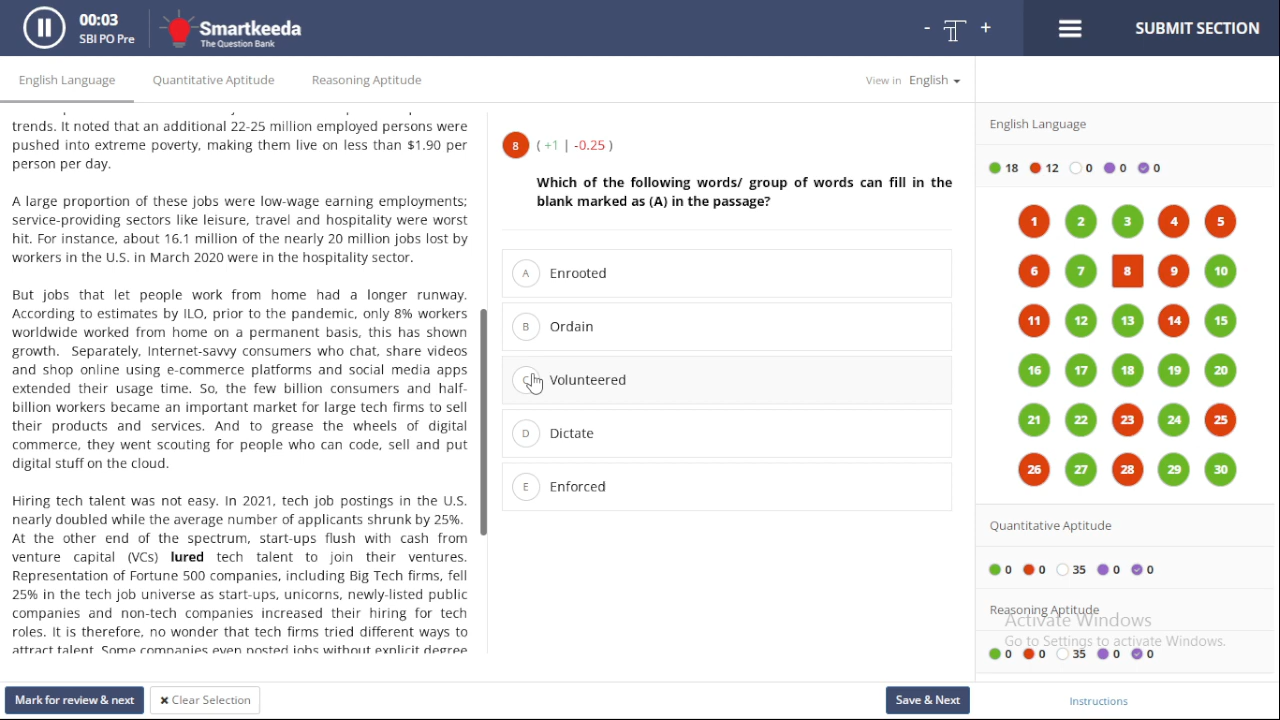 00:03
SBI PO Pre
Smartkeeda
The Question Bank
- T +
SUBMIT SECTION
English Language
Quantitative Aptitude
Reasoning Aptitude
View in English
trends. It noted that an additional 22-25 million employed persons were
pushed into extreme poverty, making them live on less than $1.90 per
person per day.
A large proportion of these jobs were low-wage earning employments;
service-providing sectors like leisure, travel and hospitality were worst
hit. For instance, about 16.1 million of the nearly 20 million jobs lost by
workers in the U.S. in March 2020 were in the hospitality sector.
But jobs that let people work from home had a longer runway.
According to estimates by ILO, prior to the pandemic, only 8% workers
worldwide worked from home on a permanent basis, this has shown
growth. Separately, Internet-savvy consumers who chat, share videos
and shop online using e-commerce platforms and social media apps
extended their usage time. So, the few billion consumers and half-
billion workers became an important market for large tech firms to sell
their products and services. And to grease the wheels of digital
commerce, they went scouting for people who can code, sell and put
digital stuff on the cloud.
Hiring tech talent was not easy. In 2021, tech job postings in the U.S.
nearly doubled while the average number of applicants shrunk by 25%.
At the other end of the spectrum, start-ups flush with cash from
venture capital (VCs) lured tech talent to join their ventures.
Representation of Fortune 500 companies, including Big Tech firms, fell
25% in the tech job universe as start-ups, unicorns, newly-listed public
companies and non-tech companies increased their hiring for tech
roles. It is therefore, no wonder that tech firms tried different ways to
attract talent. Some companies even posted jobs without explicit degree
8 ( +1 | -0.25 )
Which of the following words/ group of words can fill in the
blank marked as (A) in the passage?
A Enrooted
B Ordain
C Volunteered
D Dictate
E Enforced
English Language
18 12 0 0 0
1 2 3 4 5
6 7 8 9 10
11 12 13 14 15
16 17 18 19 20
21 22 23 24 25
26 27 28 29 30
Quantitative Aptitude
0 0 35 0 0
Reasoning Aptitude
Activate Windows
Go to Settings to activate Windows.
0 0 35 0 0
Mark for review & next
Clear Selection
Save & Next
Instructions